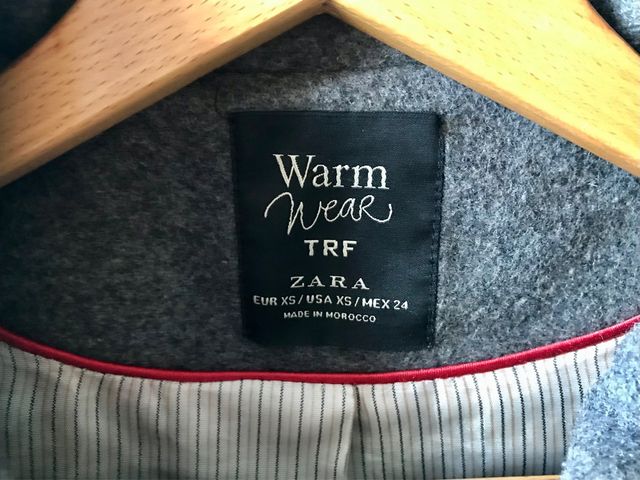 Warm
Wear
TRF
ZARA
EUR XS / USA XS / MEX 24
MADE IN MOROCCO